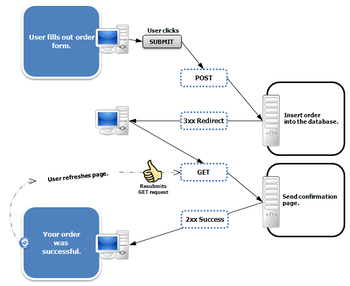 User fills out order
form.
User clicks
SUBMIT
POST
Insert order
into the database.
3xx Redirect
User refreshes page.
Resubmits
GET request
GET
Send confirmation
page.
2xx Success
Your order
was
successful.